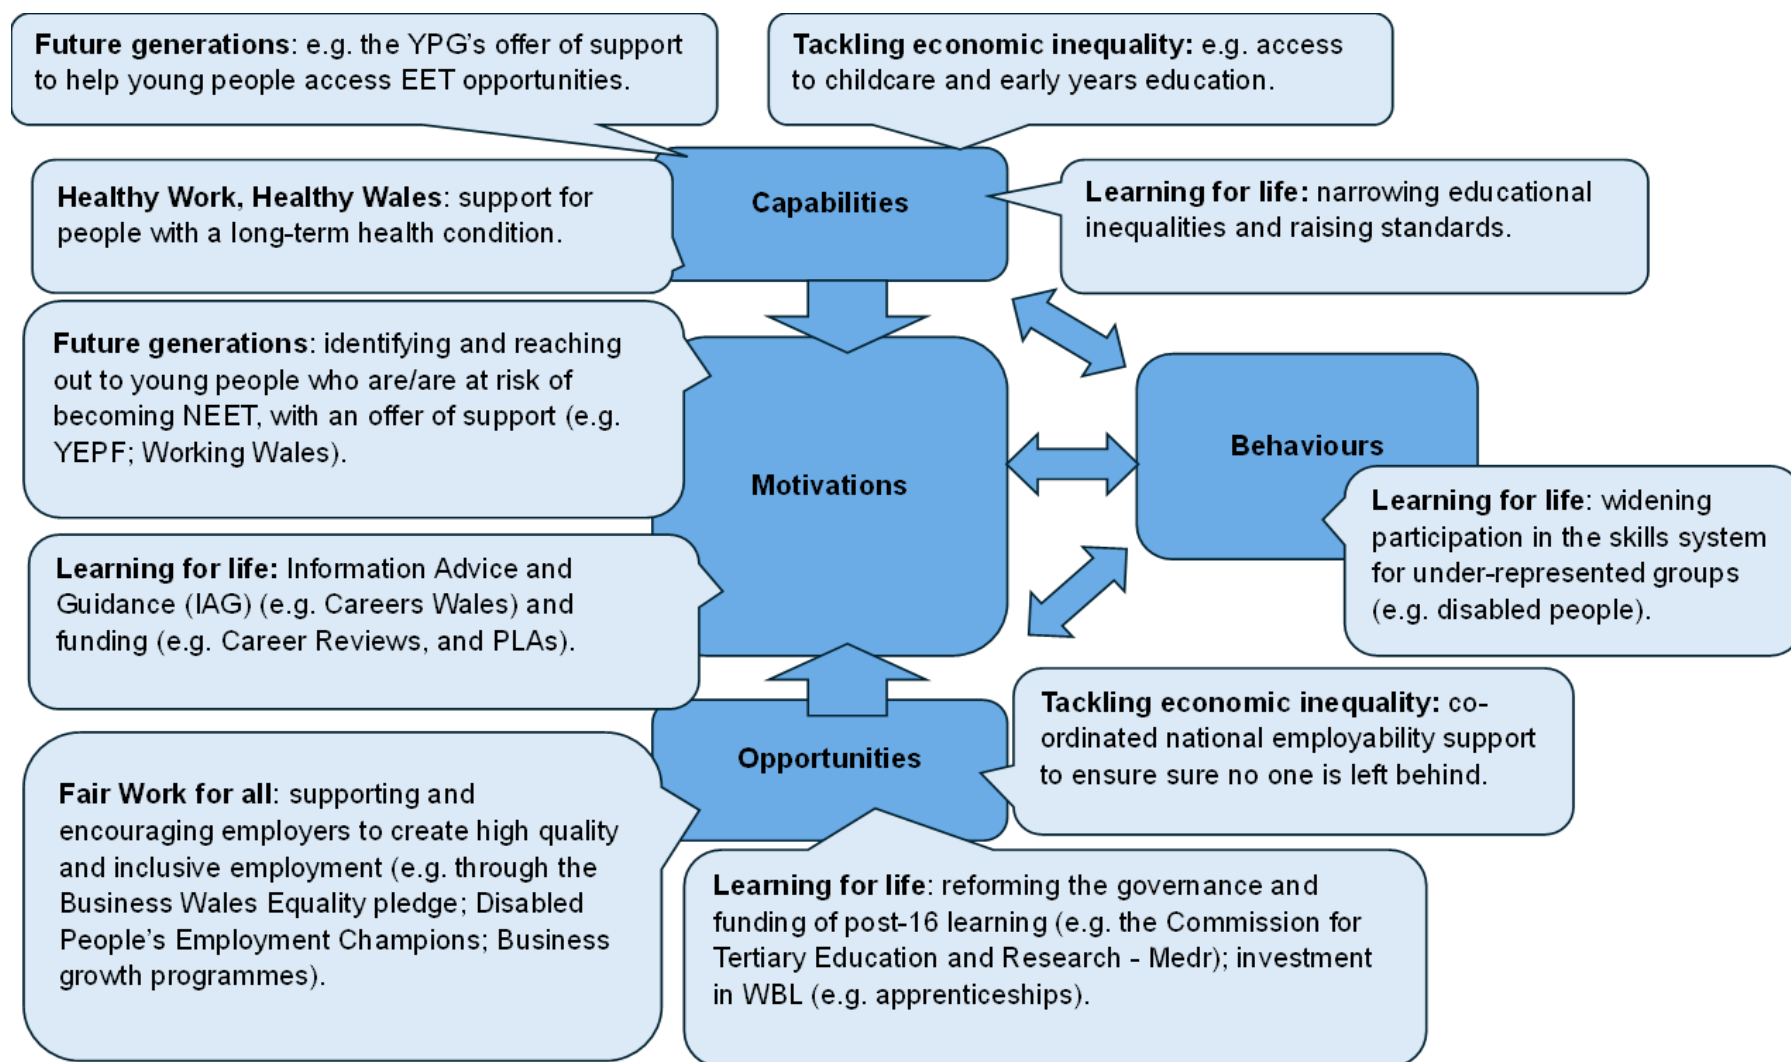 Future generations: e.g. the YPG's offer of support
to help young people access EET opportunities.
Tackling economic inequality: e.g. access
to childcare and early years education.
Healthy Work, Healthy Wales: support for
people with a long-term health condition.
Capabilities
Learning for life: narrowing educational
inequalities and raising standards.
Future generations: identifying and reaching
out to young people who are/are at risk of
becoming NEET, with an offer of support (e.g.
YEPF; Working Wales).
Motivations
Behaviours
Learning for life: widening
participation in the skills system
for under-represented groups
(e.g. disabled people).
Learning for life: Information Advice and
Guidance (IAG) (e.g. Careers Wales) and
funding (e.g. Career Reviews, and PLAs).
Opportunities
Tackling economic inequality: co-
ordinated national employability support
to ensure sure no one is left behind.
Fair Work for all: supporting and
encouraging employers to create high quality
and inclusive employment (e.g. through the
Business Wales Equality pledge; Disabled
People's Employment Champions; Business
growth programmes).
Learning for life: reforming the governance and
funding of post-16 learning (e.g. the Commission for
Tertiary Education and Research - Medr); investment
in WBL (e.g. apprenticeships).